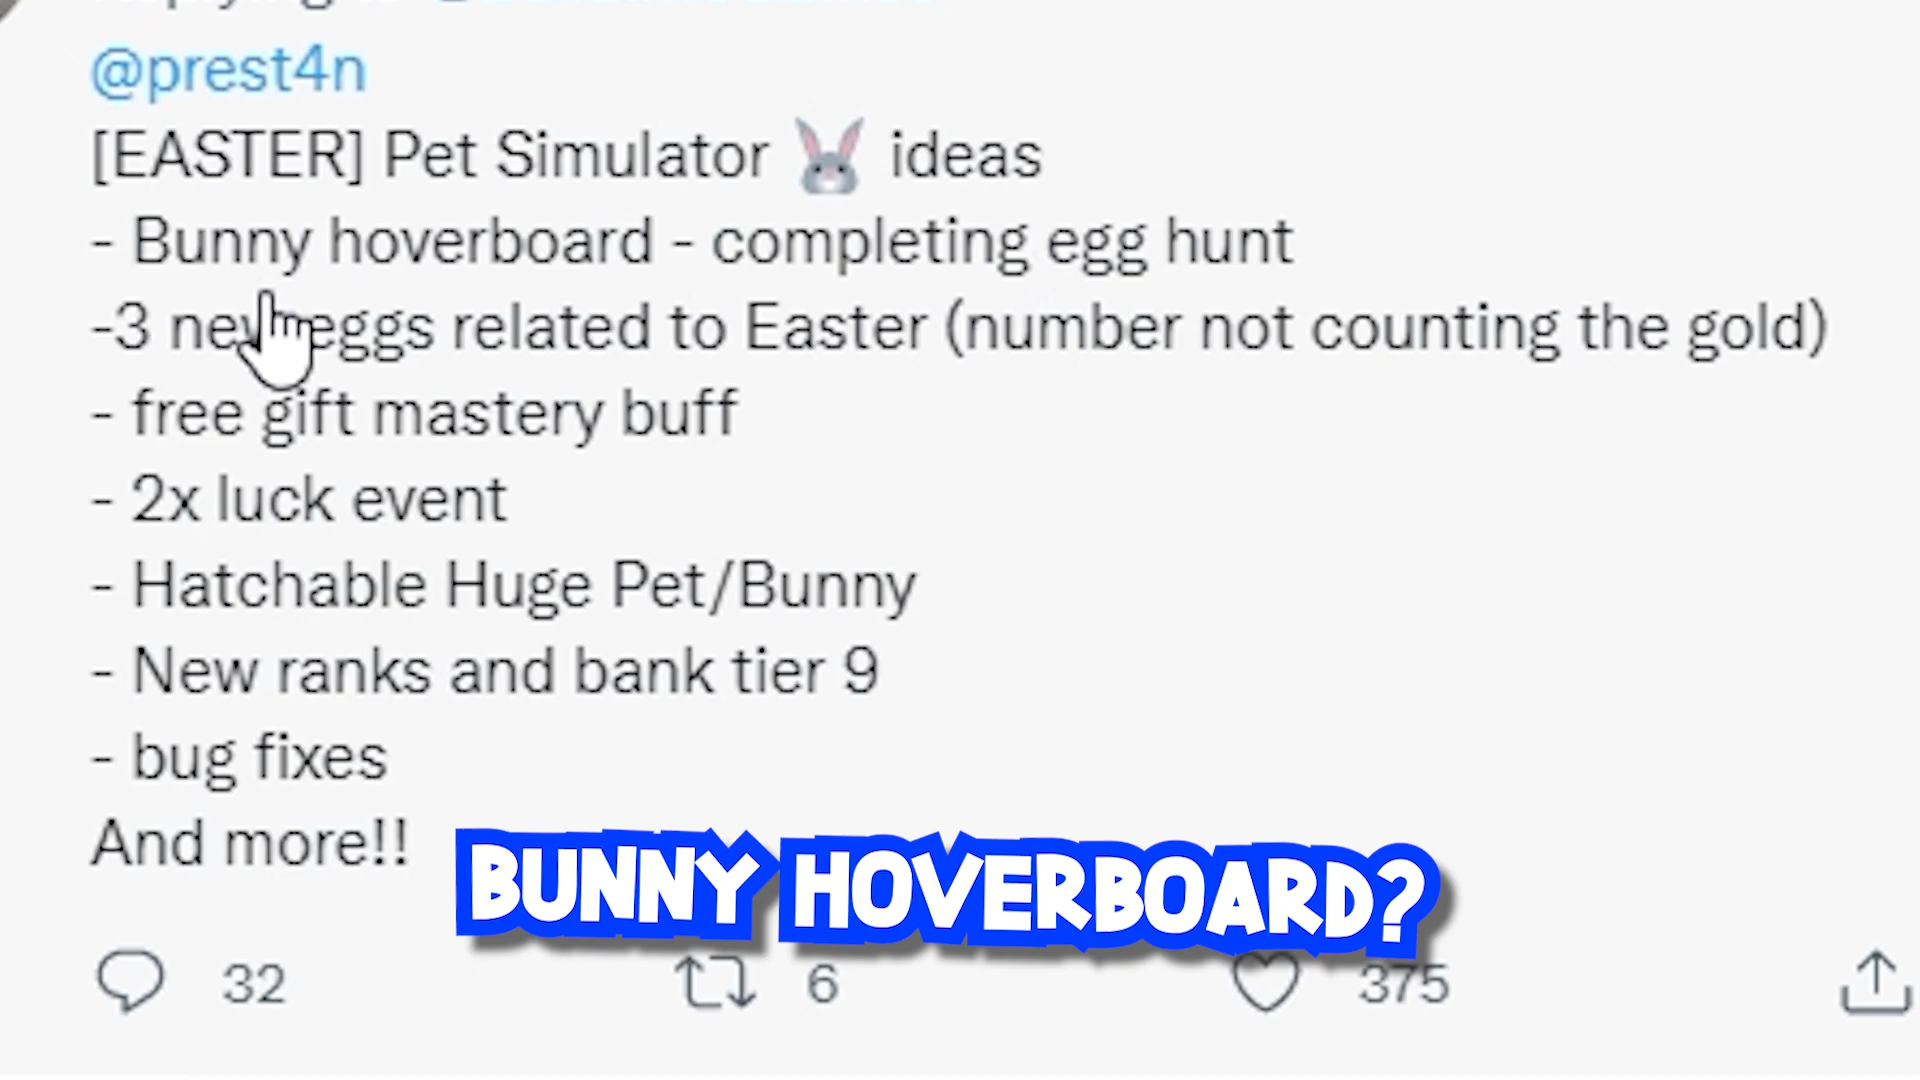 @prest4n
[EASTER] Pet Simulator 🐰 ideas
- Bunny hoverboard - completing egg hunt
-3 new eggs related to Easter (number not counting the gold)
- free gift mastery buff
- 2x luck event
- Hatchable Huge Pet/Bunny
- New ranks and bank tier 9
- bug fixes
And more!!
BUNNY HOVERBOARD?
32 6 375